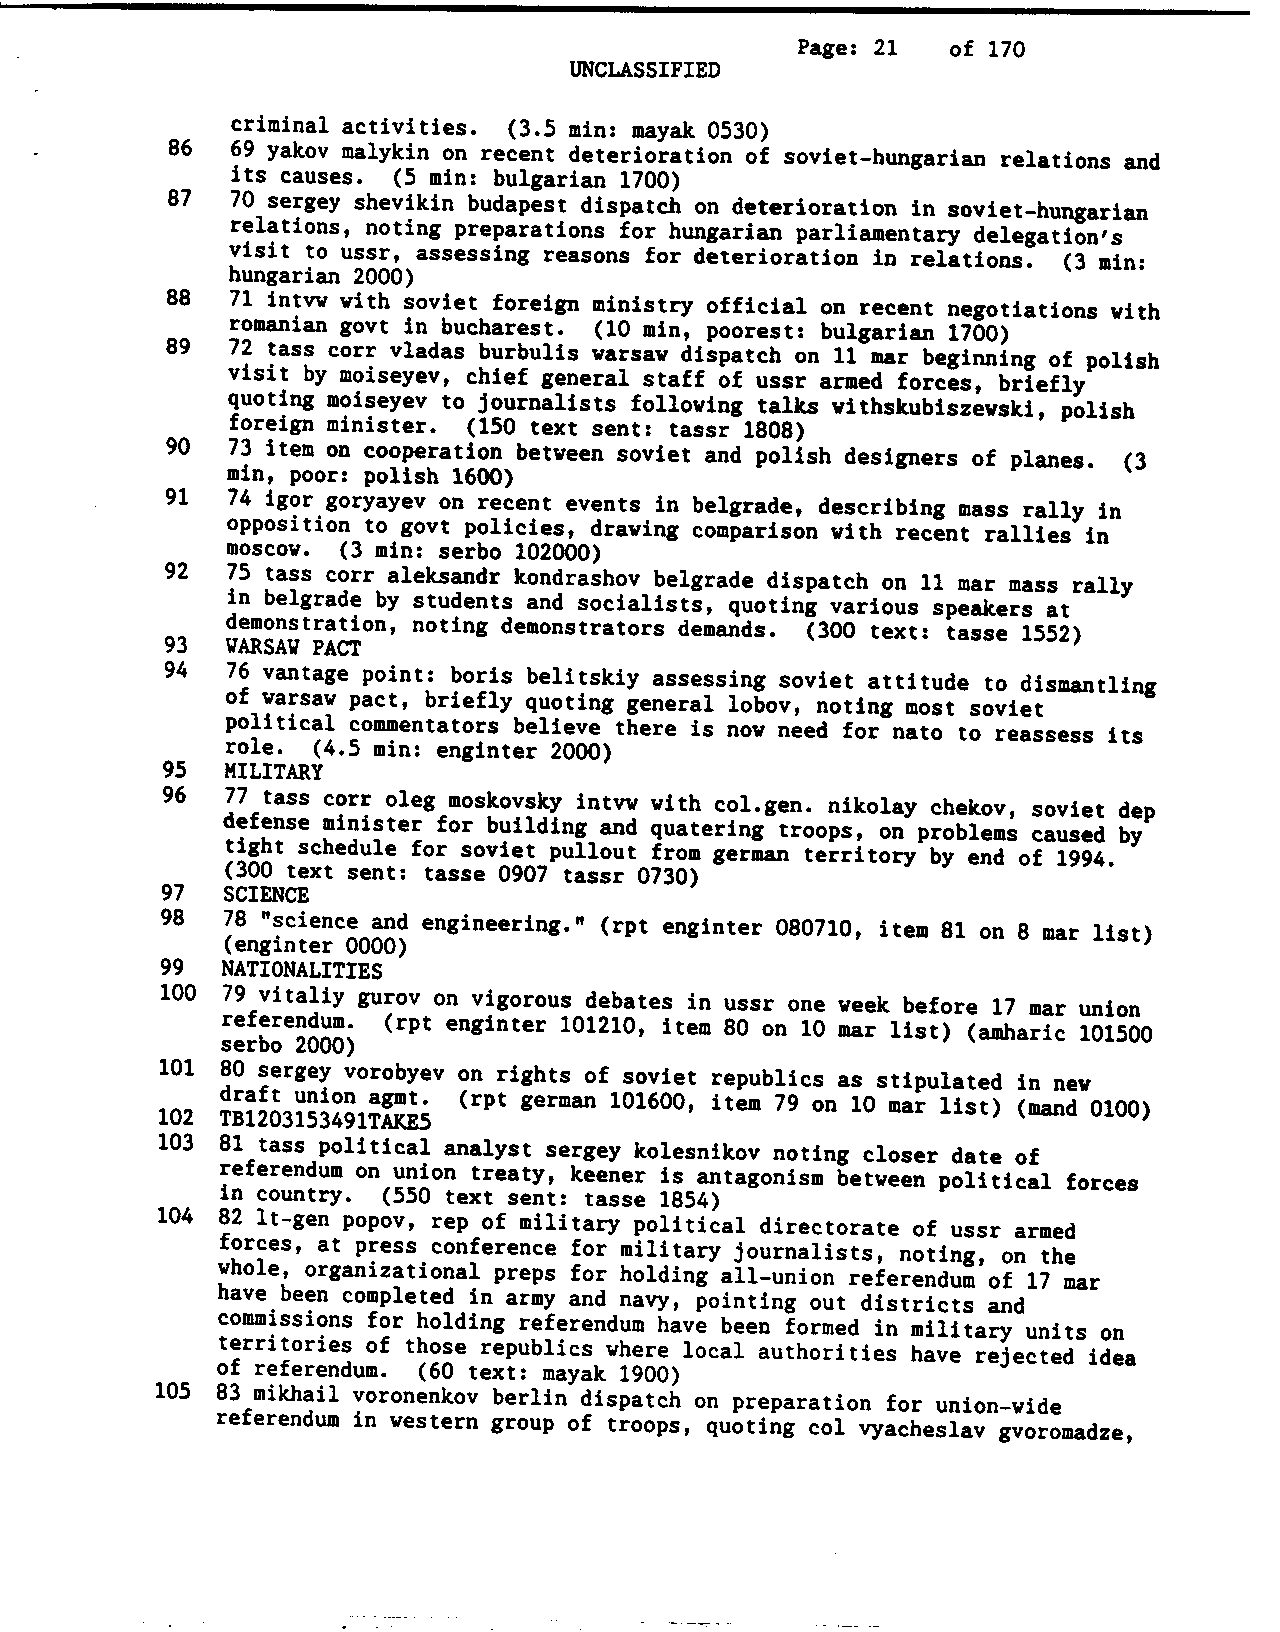 Page: 21 of 170
UNCLASSIFIED
criminal activities. (3.5 min: mayak 0530)
86 69 yakov malykin on recent deterioration of soviet-hungarian relations and
its causes. (5 min: bulgarian 1700)
87 70 sergey shevikin budapest dispatch on deterioration in soviet-hungarian
relations, noting preparations for hungarian parliamentary delegation's
visit to ussr, assessing reasons for deterioration in relations. (3 min:
hungarian 2000)
88 71 intvw with soviet foreign ministry official on recent negotiations with
romanian govt in bucharest. (10 min, poorest: bulgarian 1700)
89 72 tass corr vladas burbulis warsaw dispatch on 11 mar beginning of polish
visit by moiseyev, chief general staff of ussr armed forces, briefly
quoting moiseyev to journalists following talks withskubiszewski, polish
foreign minister. (150 text sent: tassr 1808)
90 73 item on cooperation between soviet and polish designers of planes. (3
min, poor: polish 1600)
91 74 igor goryayev on recent events in belgrade, describing mass rally in
opposition to govt policies, drawing comparison with recent rallies in
moscow. (3 min: serbo 102000)
92 75 tass corr aleksandr kondrashov belgrade dispatch on 11 mar mass rally
in belgrade by students and socialists, quoting various speakers at
demonstration, noting demonstrators demands. (300 text: tasse 1552)
93 WARSAW PACT
94 76 vantage point: boris belitskiy assessing soviet attitude to dismantling
of warsaw pact, briefly quoting general lobov, noting most soviet
political commentators believe there is now need for nato to reassess its
role. (4.5 min: enginter 2000)
95 MILITARY
96 77 tass corr oleg moskovsky intvw with col.gen. nikolay chekov, soviet dep
defense minister for building and quatering troops, on problems caused by
tight schedule for soviet pullout from german territory by end of 1994.
(300 text sent: tasse 0907 tassr 0730)
97 SCIENCE
98 78 "science and engineering." (rpt enginter 080710, item 81 on 8 mar list)
(enginter 0000)
99 NATIONALITIES
100 79 vitaliy gurov on vigorous debates in ussr one week before 17 mar union
referendum. (rpt enginter 101210, item 80 on 10 mar list) (amharic 101500
serbo 2000)
101 80 sergey vorobyev on rights of soviet republics as stipulated in new
draft union agmt. (rpt german 101600, item 79 on 10 mar list) (mand 0100)
102 TB1203153491TAKE5
103 81 tass political analyst sergey kolesnikov noting closer date of
referendum on union treaty, keener is antagonism between political forces
in country. (550 text sent: tasse 1854)
104 82 lt-gen popov, rep of military political directorate of ussr armed
forces, at press conference for military journalists, noting, on the
whole, organizational preps for holding all-union referendum of 17 mar
have been completed in army and navy, pointing out districts and
commissions for holding referendum have been formed in military units on
territories of those republics where local authorities have rejected idea
of referendum. (60 text: mayak 1900)
105 83 mikhail voronenkov berlin dispatch on preparation for union-wide
referendum in western group of troops, quoting col vyacheslav gvoromadze,